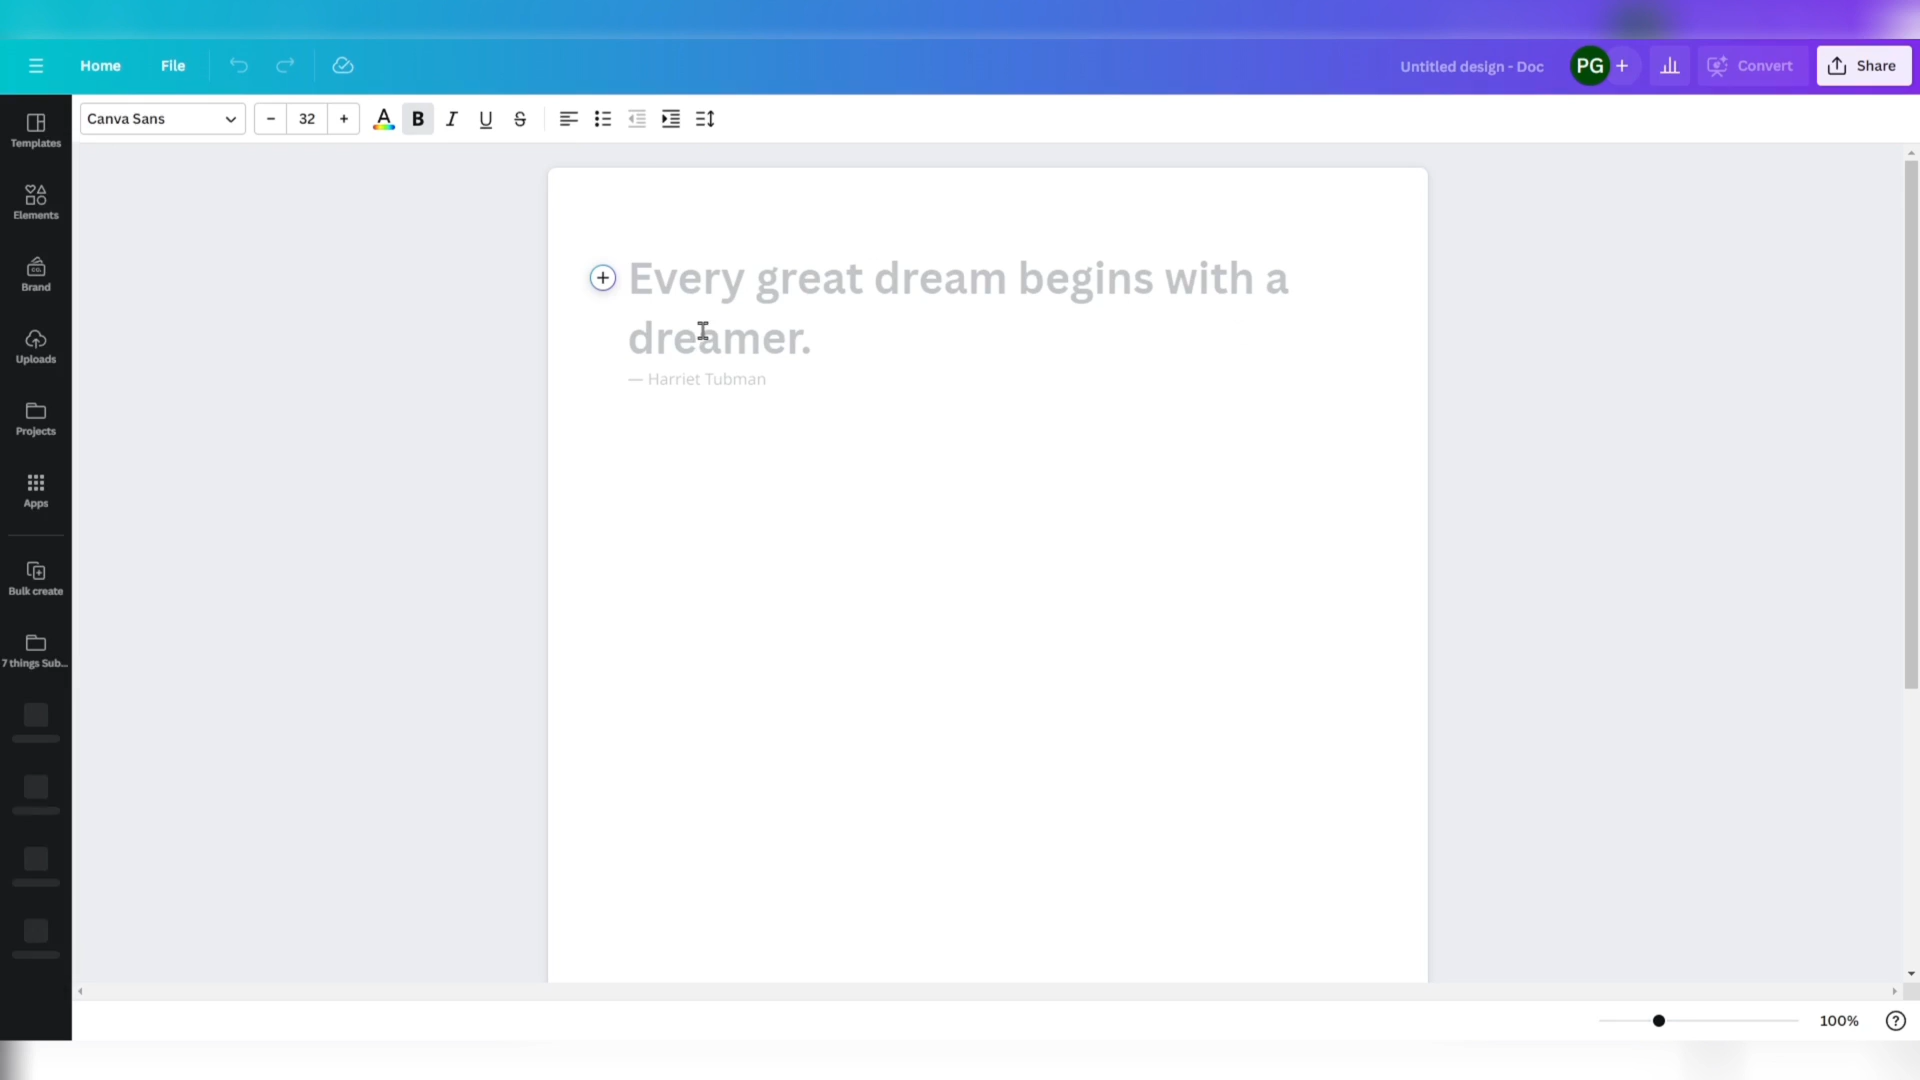 Home File Untitled design - Doc PG + Convert Share
Canva Sans - 32 + A B I U S
Templates
Elements
CO.
Brand
Uploads
Projects
Apps
Bulk create
7 things Sub...
Every great dream begins with a
dreamer.
— Harriet Tubman
100% ?